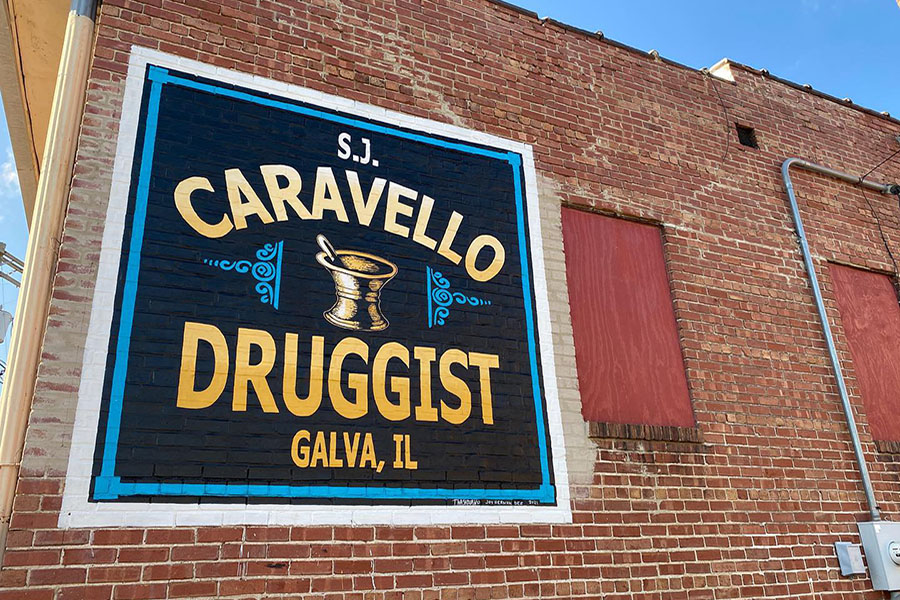 S.J.
CARAVELLO
DRUGGIST
GALVA, IL